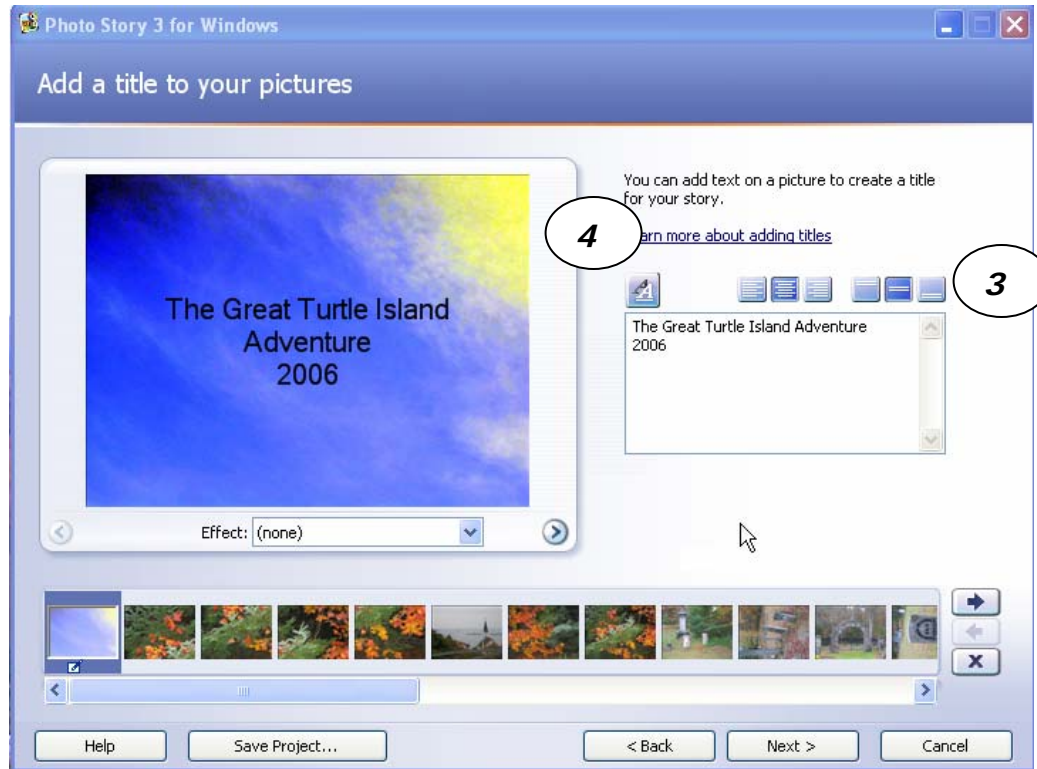 Photo Story 3 for Windows
Add a title to your pictures
The Great Turtle Island
Adventure
2006
Effect: (none)
You can add text on a picture to create a title
for your story.
4
arn more about adding titles
3
A
The Great Turtle Island Adventure
2006
Help
Save Project...
< Back
Next >
Cancel